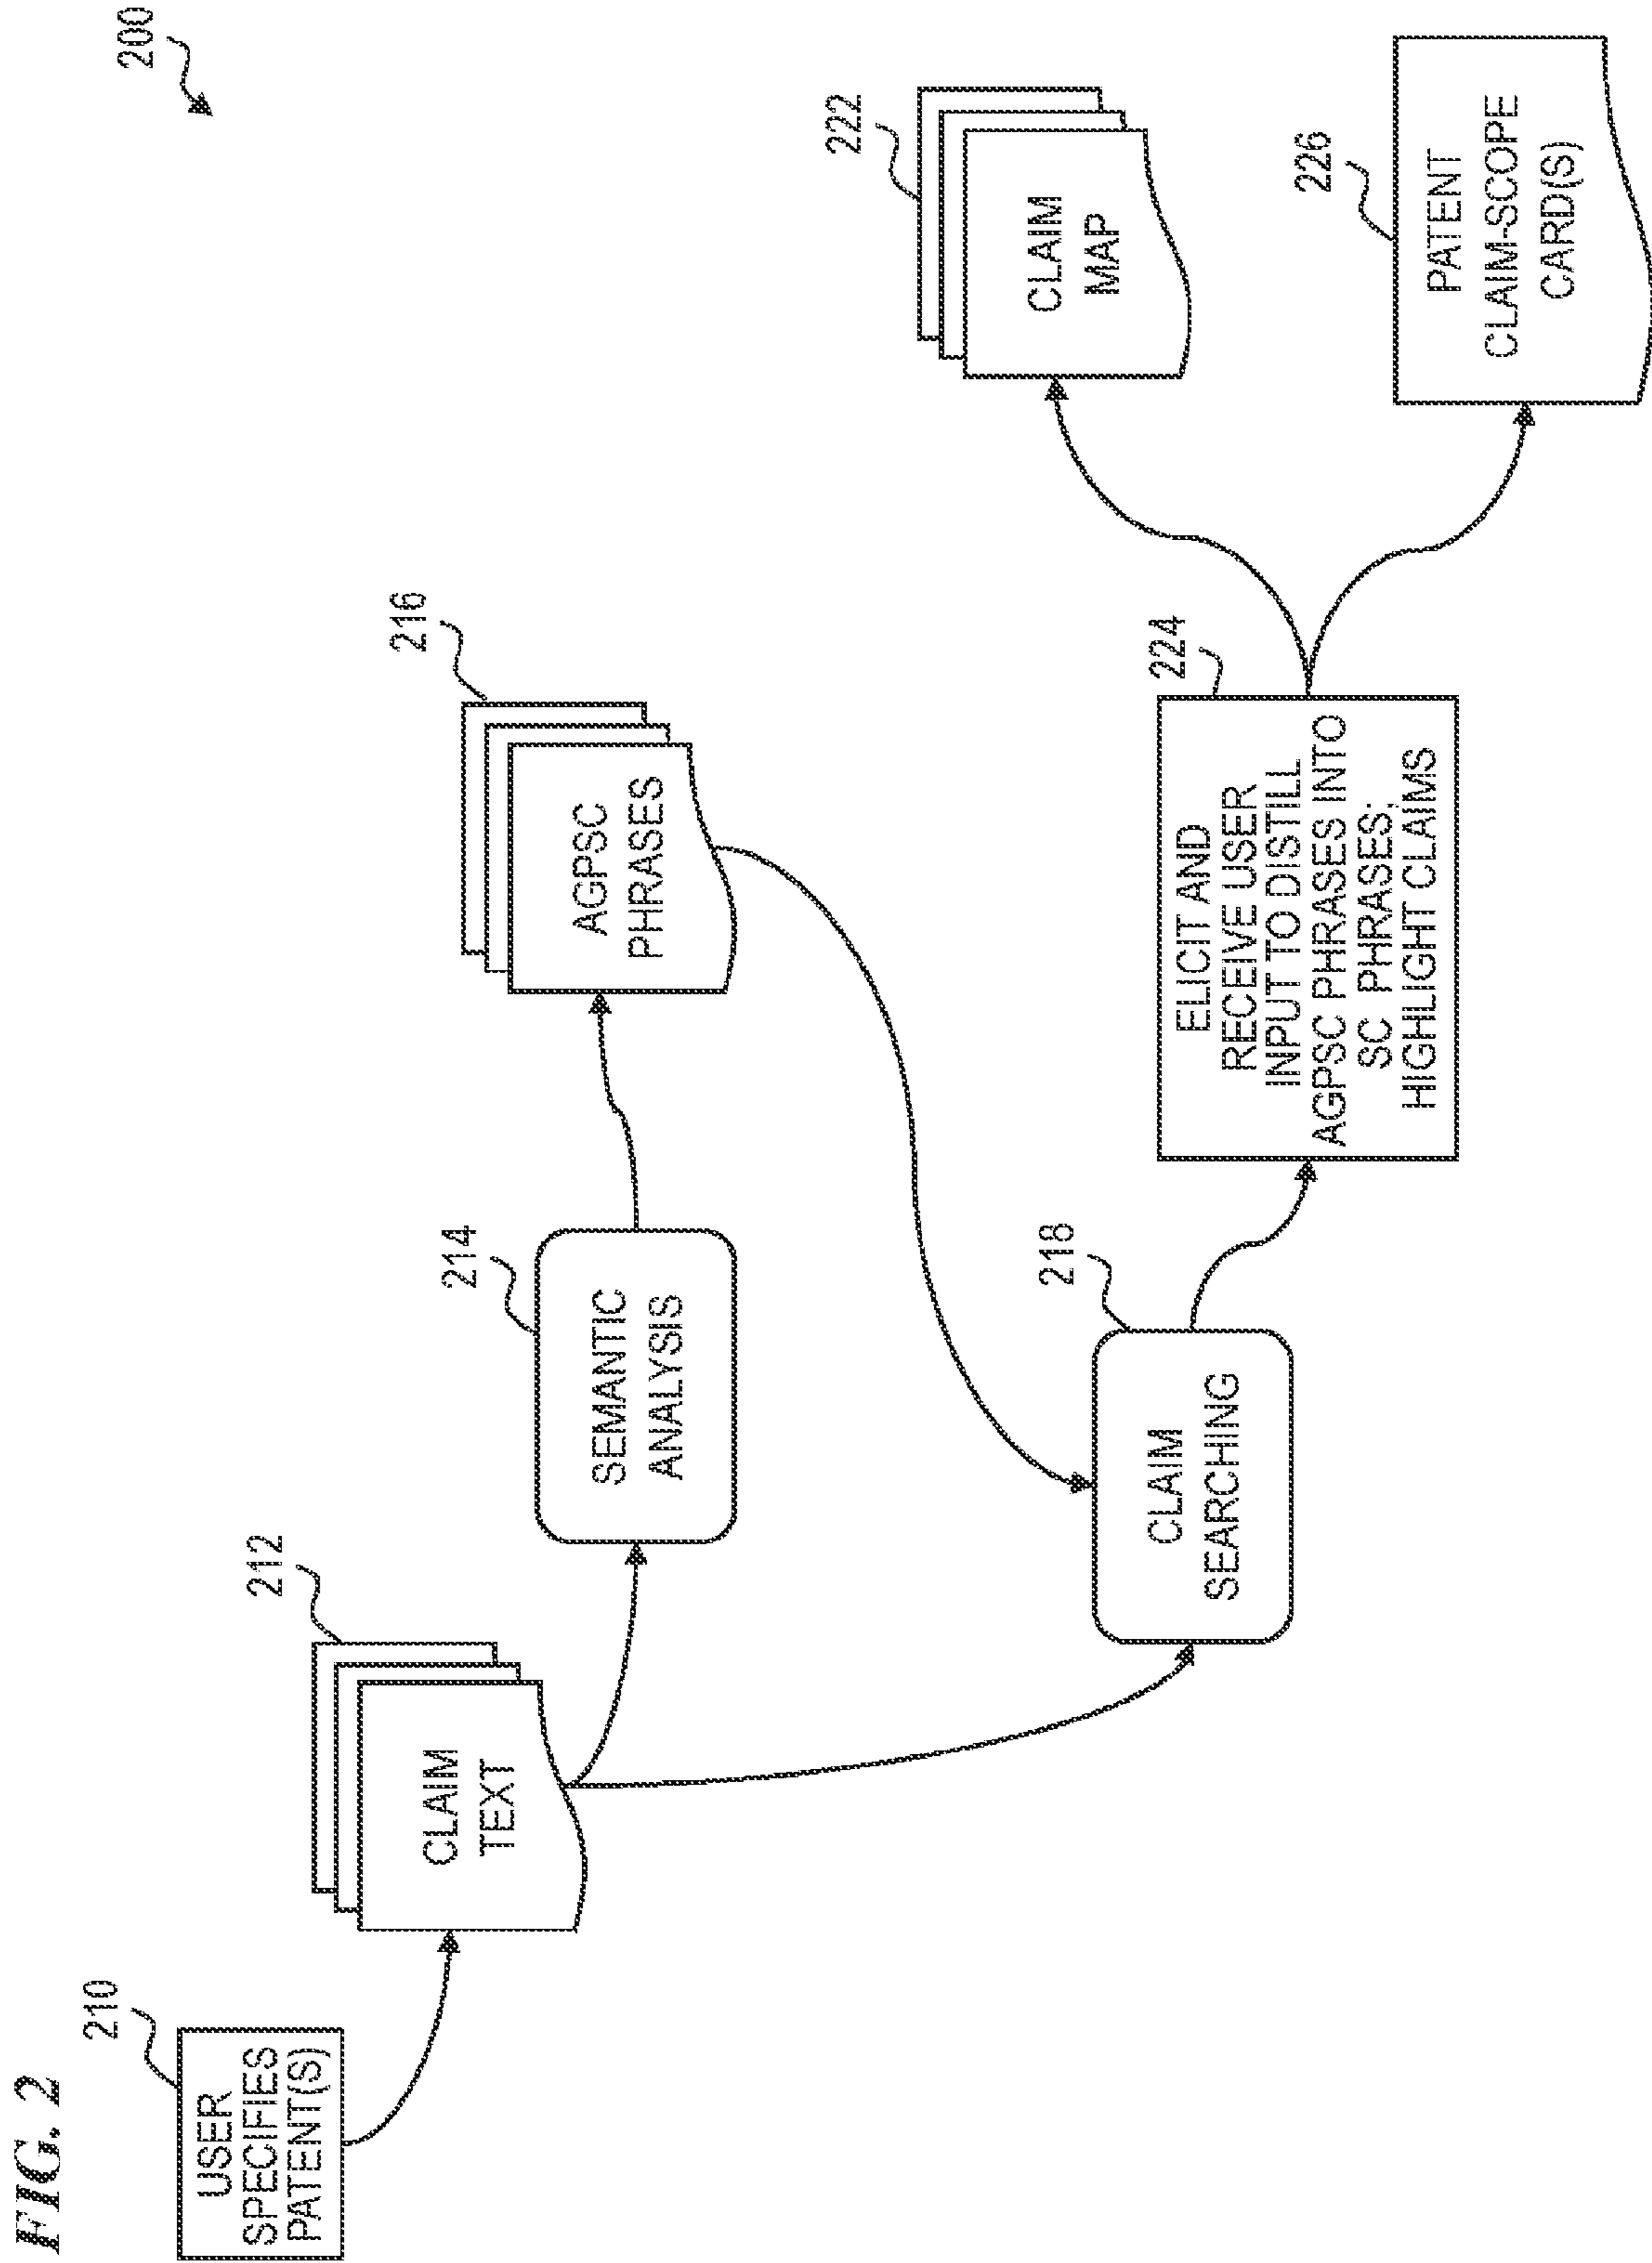 FIG. 2
200
210
USER
SPECIFIES
PATENT(S)
212
CLAIM
TEXT
214
SEMANTIC
ANALYSIS
216
AGPSC
PHRASES
218
CLAIM
SEARCHING
224
ELICIT AND
RECEIVE USER
INPUT TO DISTILL
AGPSC PHRASES INTO
SC PHRASES;
HIGHLIGHT CLAIMS
222
CLAIM
MAP
226
PATENT
CLAIM-SCOPE
CARD(S)